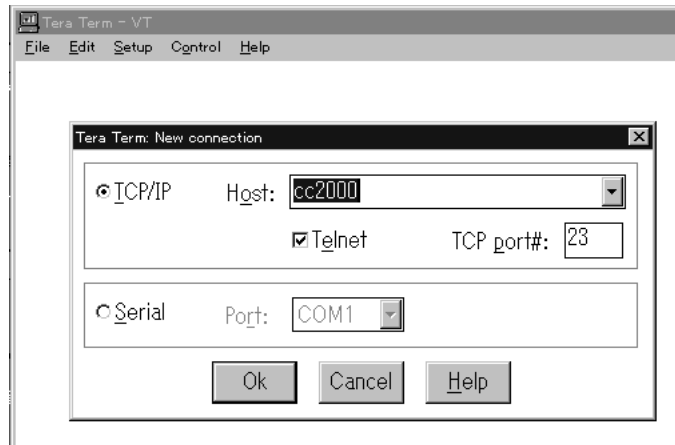 Tera Term - VT
File Edit Setup Control Help
Tera Term: New connection
TCP/IP Host: cc2000
Telnet TCP port#: 23
Serial Port: COM1
Ok Cancel Help